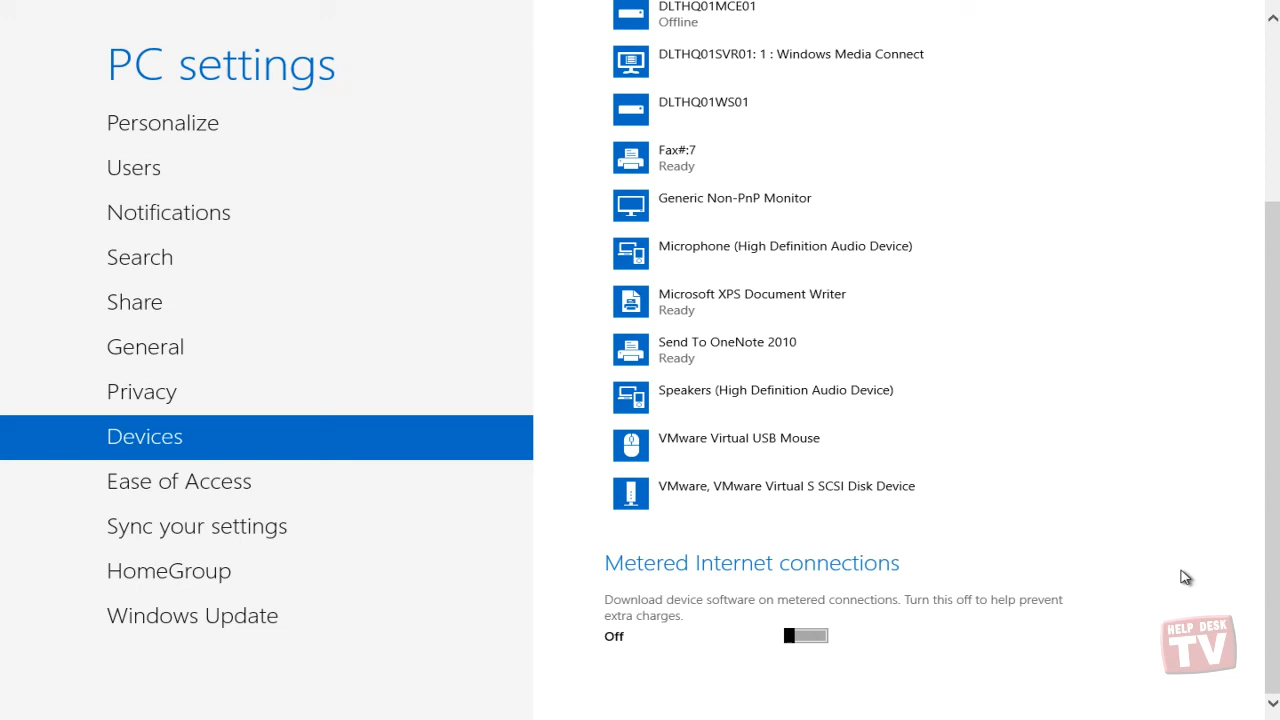 PC settings
Personalize
Users
Notifications
Search
Share
General
Privacy
Devices
Ease of Access
Sync your settings
HomeGroup
Windows Update
DLTHQ01MCE01
Offline
DLTHQ01SVR01: 1 : Windows Media Connect
DLTHQ01WS01
Fax#:7
Ready
Generic Non-PnP Monitor
Microphone (High Definition Audio Device)
Microsoft XPS Document Writer
Ready
Send To OneNote 2010
Ready
Speakers (High Definition Audio Device)
VMware Virtual USB Mouse
VMware, VMware Virtual S SCSI Disk Device
Metered Internet connections
Download device software on metered connections. Turn this off to help prevent
extra charges.
Off
HELP DESK
TV